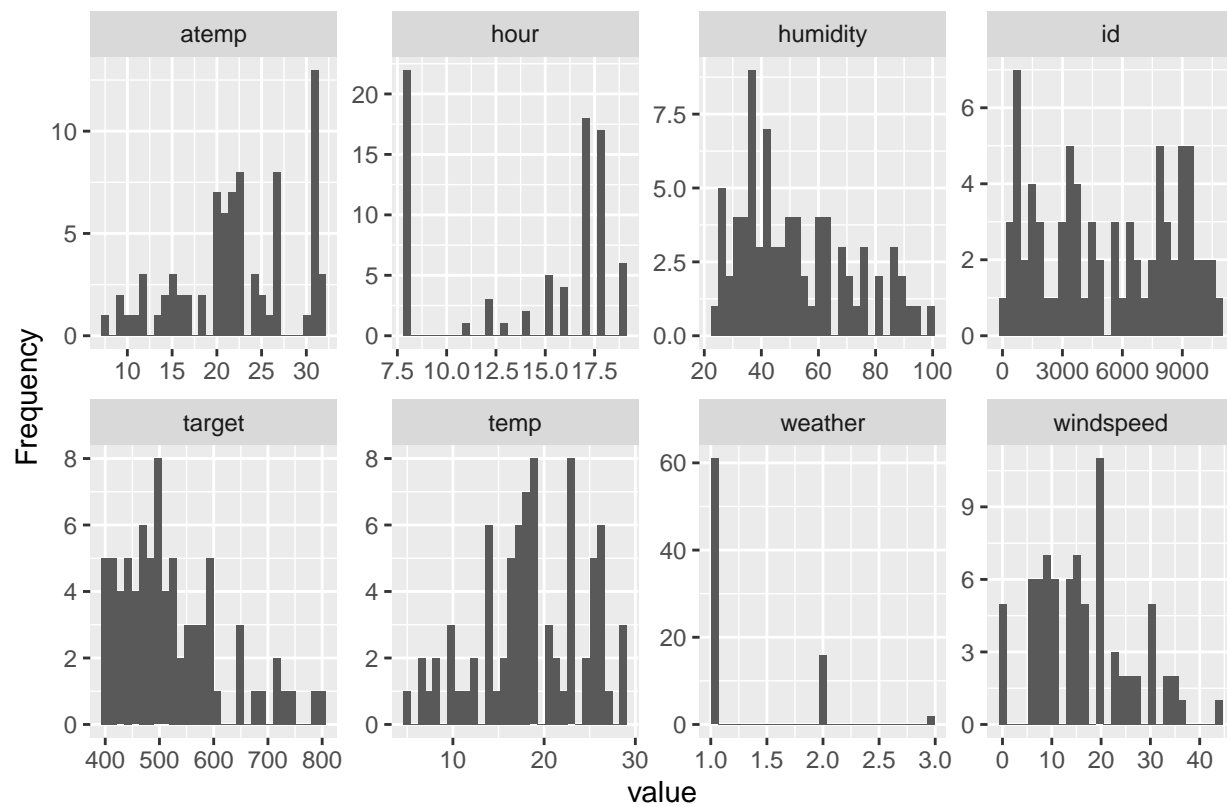 atemp hour humidity id
10
5
0
10 15 20 25 30
20
15
10
5
0
7.5 10.0 12.5 15.0 17.5
7.5
5.0
2.5
0.0
20 40 60 80 100
6
4
2
0
0 3000 6000 9000
Frequency
target temp weather windspeed
8
6
4
2
0
400 500 600 700 800
8
6
4
2
0
10 20 30
60
40
20
0
1.0 1.5 2.0 2.5 3.0
9
6
3
0
0 10 20 30 40
value